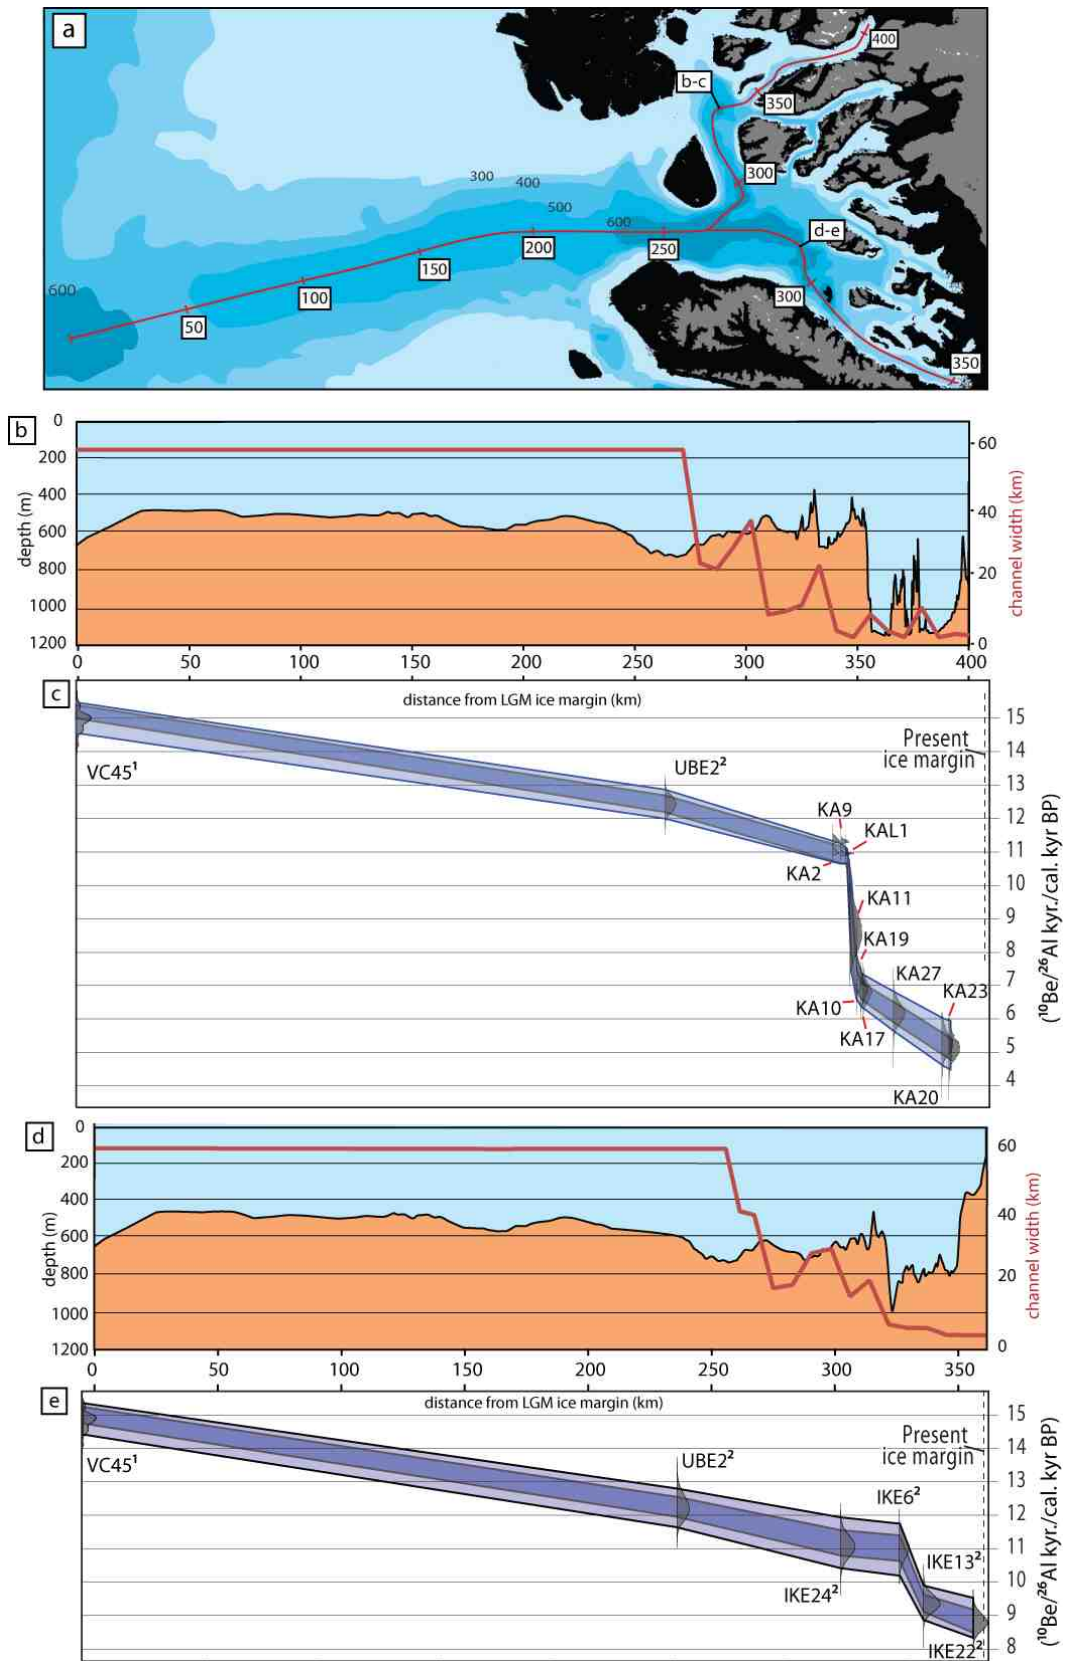 a
400
b-c
350
300
300
400
500
600
250
d-e
200
150
300
600
100
50
350
b
0
200
400
600
800
1000
1200
depth (m)
60
40
20
0
channel width (km)
0
50
100
150
200
250
300
350
400
c
distance from LGM ice margin (km)
Present
ice margin
VC45¹
UBE2²
KA9
KAL1
KA2
KA11
KA19
KA27
KA23
KA10
KA17
KA20
15
14
13
12
11
10
9
8
7
6
5
4
(¹⁰Be/²⁶Al kyr./cal. kyr BP)
d
0
200
400
600
800
1000
1200
depth (m)
60
40
20
0
channel width (km)
0
50
100
150
200
250
300
350
e
distance from LGM ice margin (km)
Present
ice margin
VC45¹
UBE2²
IKE6²
IKE13²
IKE24²
IKE22²
15
14
13
12
11
10
9
8
(¹⁰Be/²⁶Al kyr./cal. kyr BP)